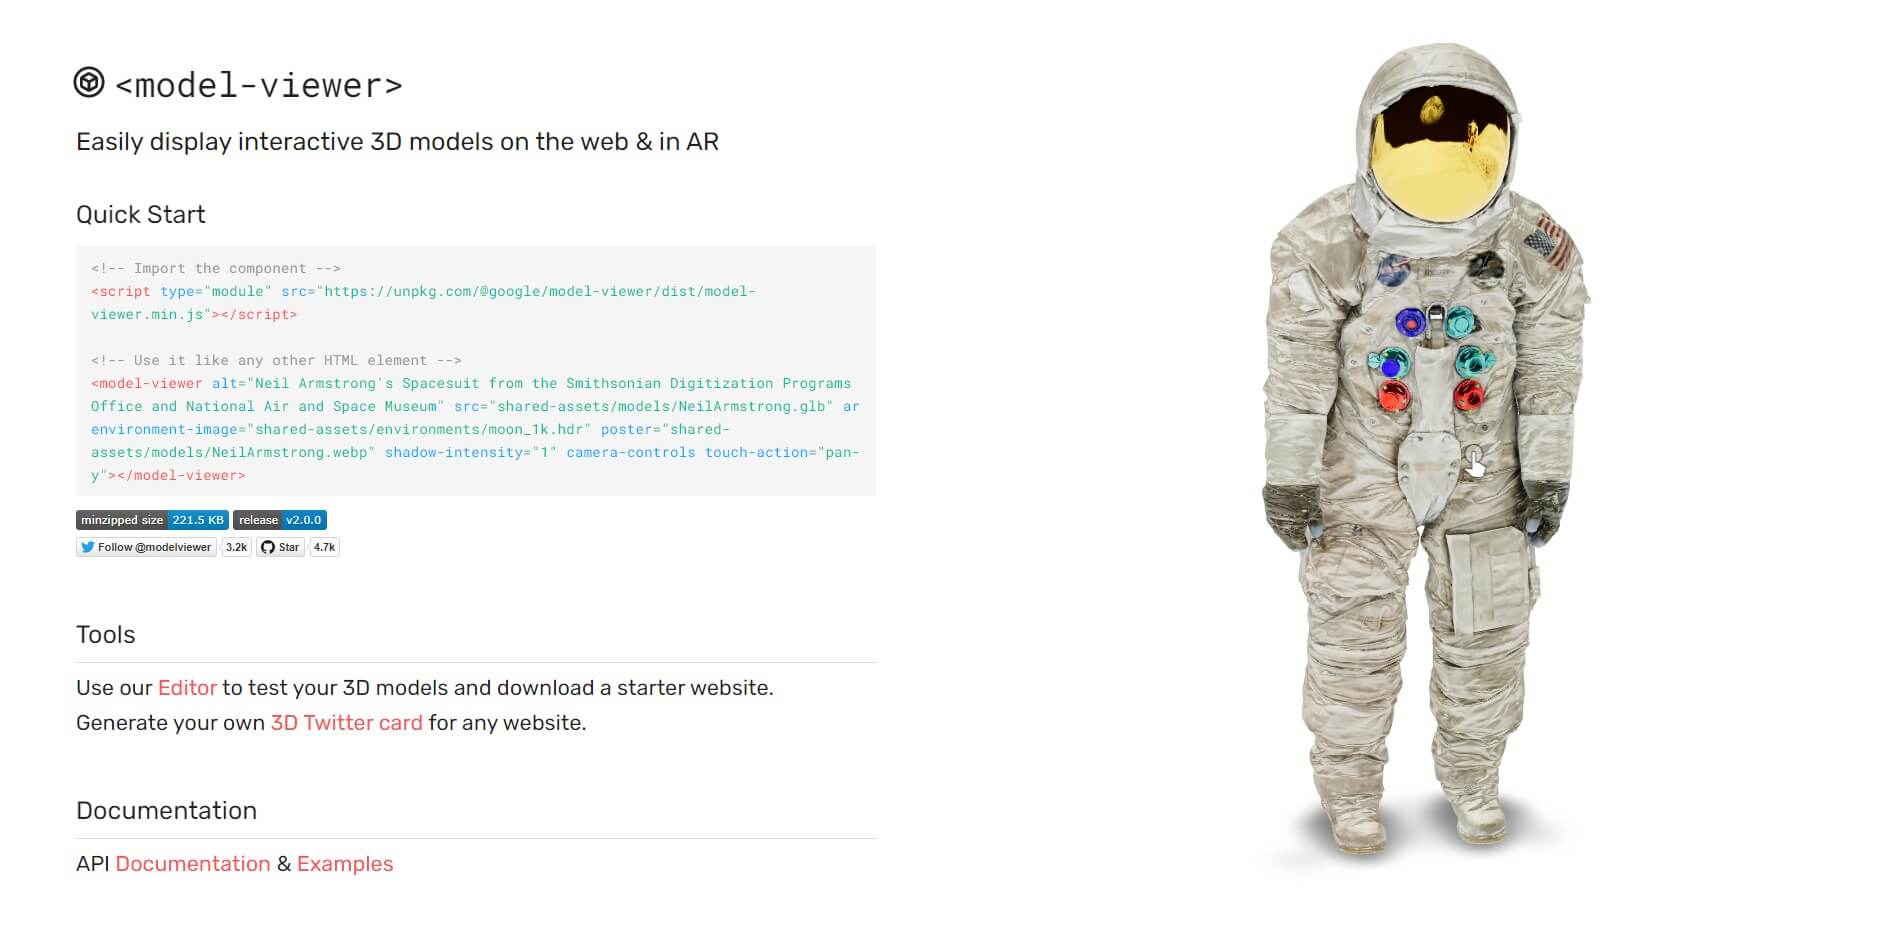 <model-viewer>
Easily display interactive 3D models on the web & in AR
Quick Start
<!-- Import the component -->
<script type="module" src="https://unpkg.com/@google/model-viewer/dist/model-
viewer.min.js"></script>
<!-- Use it like any other HTML element -->
<model-viewer alt="Neil Armstrong's Spacesuit from the Smithsonian Digitization Programs
Office and National Air and Space Museum" src="shared-assets/models/NeilArmstrong.glb" ar
environment-image="shared-assets/environments/moon_1k.hdr" poster="shared-
assets/models/NeilArmstrong.webp" shadow-intensity="1" camera-controls touch-action="pan-
y"></model-viewer>
minzipped size 221.5 KB release v2.0.0
Follow @modelviewer 3.2k Star 4.7k
Tools
Use our Editor to test your 3D models and download a starter website.
Generate your own 3D Twitter card for any website.
Documentation
API Documentation & Examples